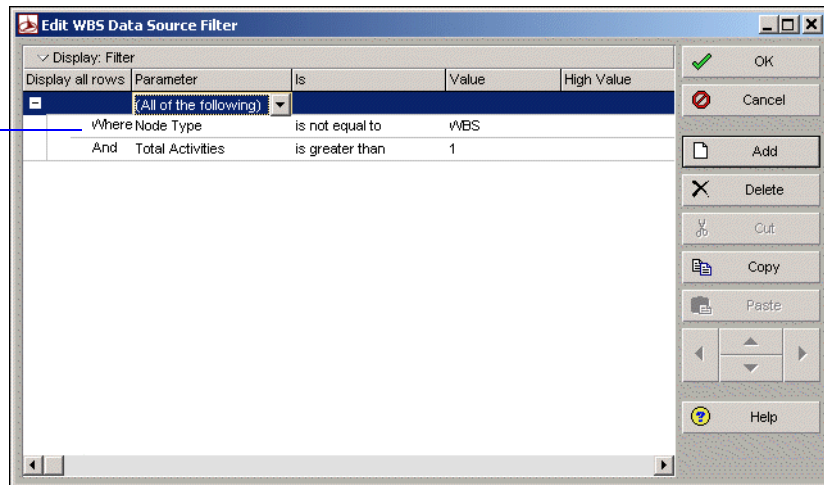 Edit WBS Data Source Filter
Display: Filter
Display all rows Parameter Is Value High Value
(All of the following)
Where Node Type is not equal to WBS
And Total Activities is greater than 1
OK
Cancel
Add
Delete
Cut
Copy
Paste
Help